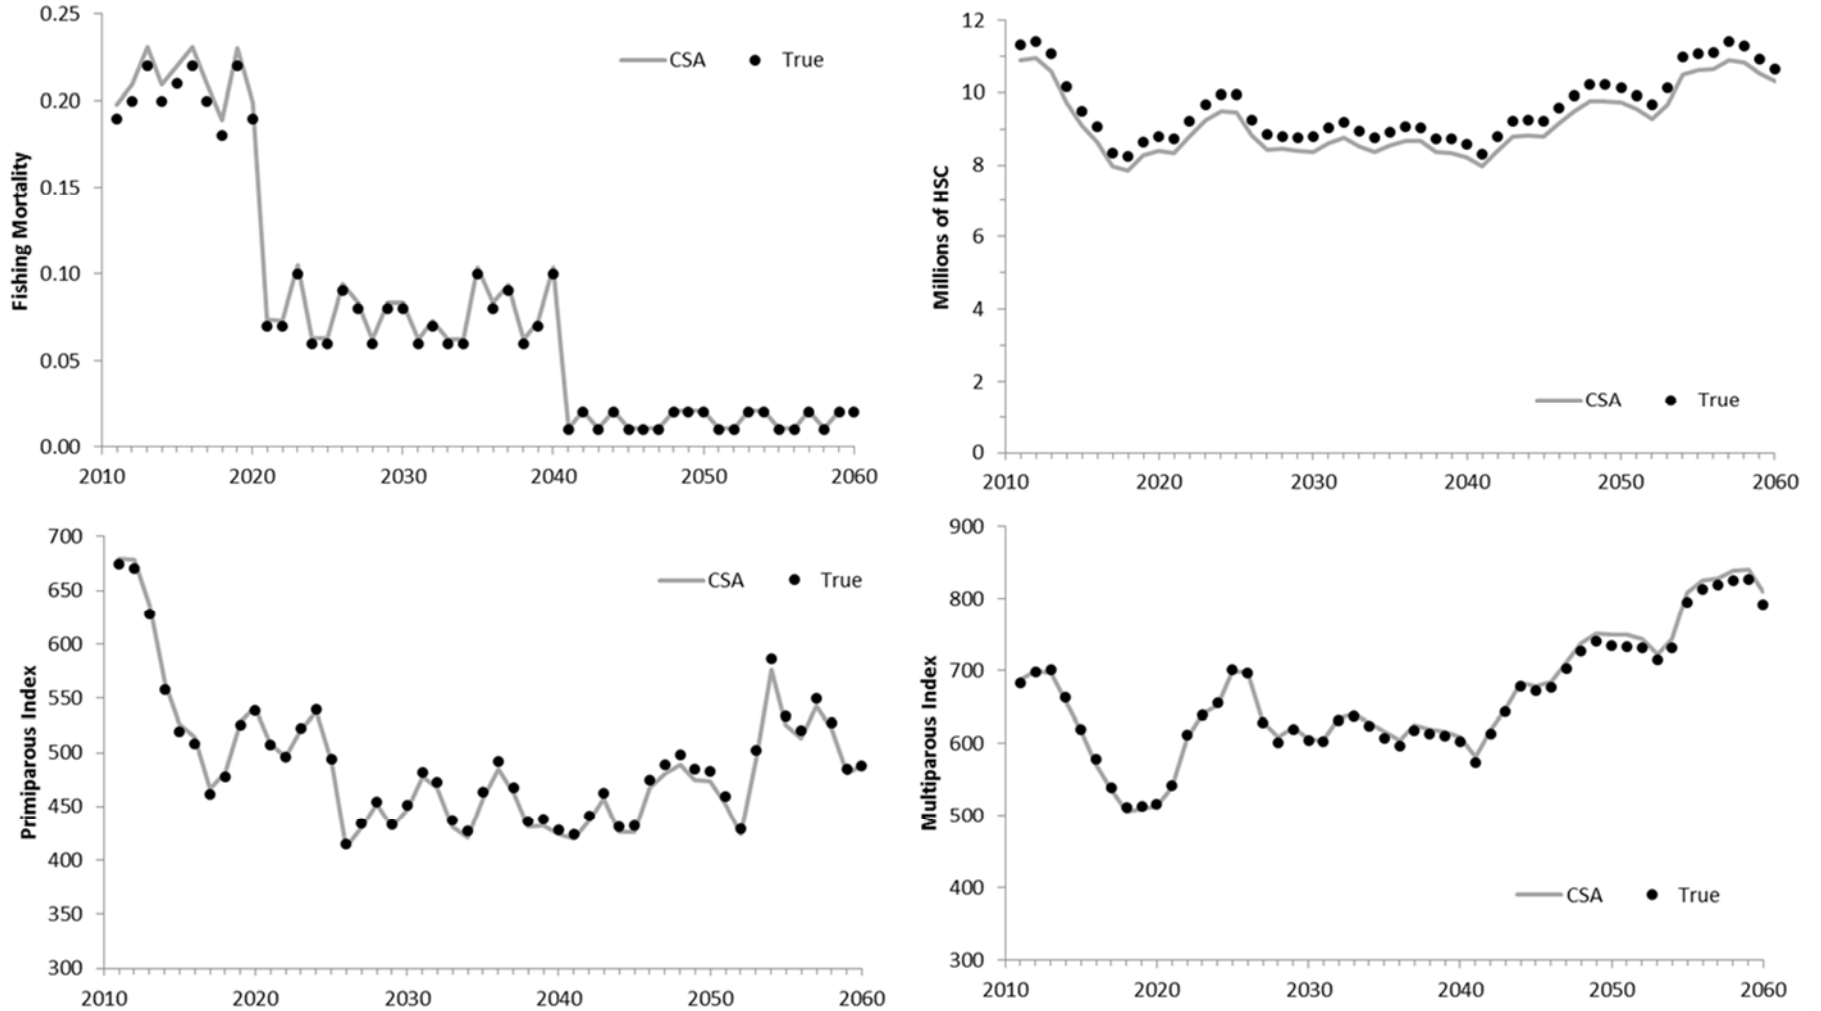 0.25
0.20
0.15
0.10
0.05
0.00
Fishing Mortality
CSA True
2010 2020 2030 2040 2050 2060
12
10
8
6
4
2
0
Millions of HSC
CSA True
2010 2020 2030 2040 2050 2060
700
650
600
550
500
450
400
350
300
Primiparous Index
CSA True
2010 2020 2030 2040 2050 2060
900
800
700
600
500
400
300
Multiparous Index
CSA True
2010 2020 2030 2040 2050 2060